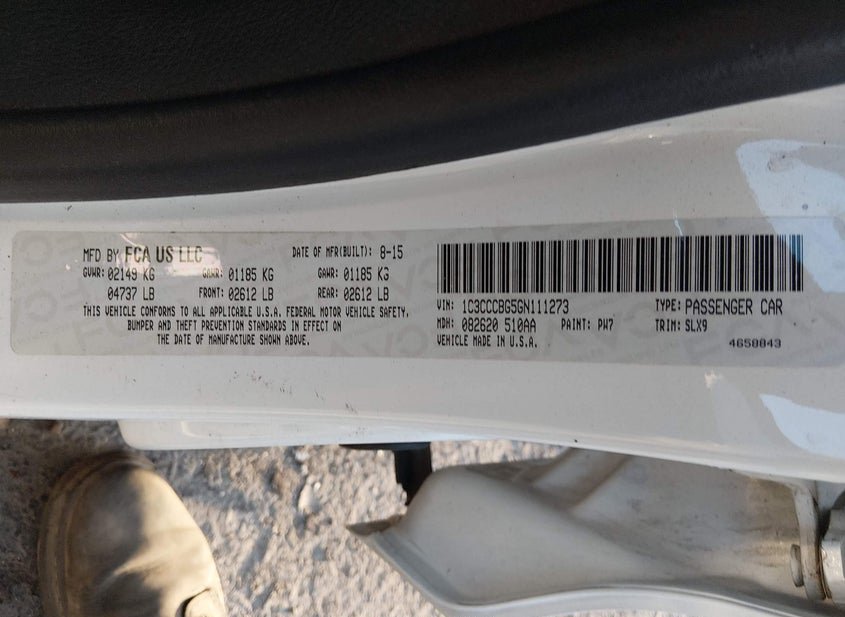 MFD BY FCA US LLC DATE OF MFR(BUILT): 8-15
GVWR: 02149 KG GAWR: 01185 KG GAWR: 01185 KG
04737 LB FRONT: 02612 LB REAR: 02612 LB
THIS VEHICLE CONFORMS TO ALL APPLICABLE U.S.A. FEDERAL MOTOR VEHICLE SAFETY,
BUMPER AND THEFT PREVENTION STANDARDS IN EFFECT ON
THE DATE OF MANUFACTURE SHOWN ABOVE.
VIN: 1C3CCCBG5GN111273 TYPE: PASSENGER CAR
MDH: 082620 510AA PAINT: PW7 TRIM: SLX9
VEHICLE MADE IN U.S.A. 4650843